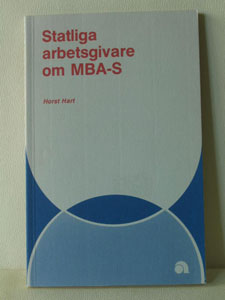 Statliga
arbetsgivare
om MBA-S
Horst Hart